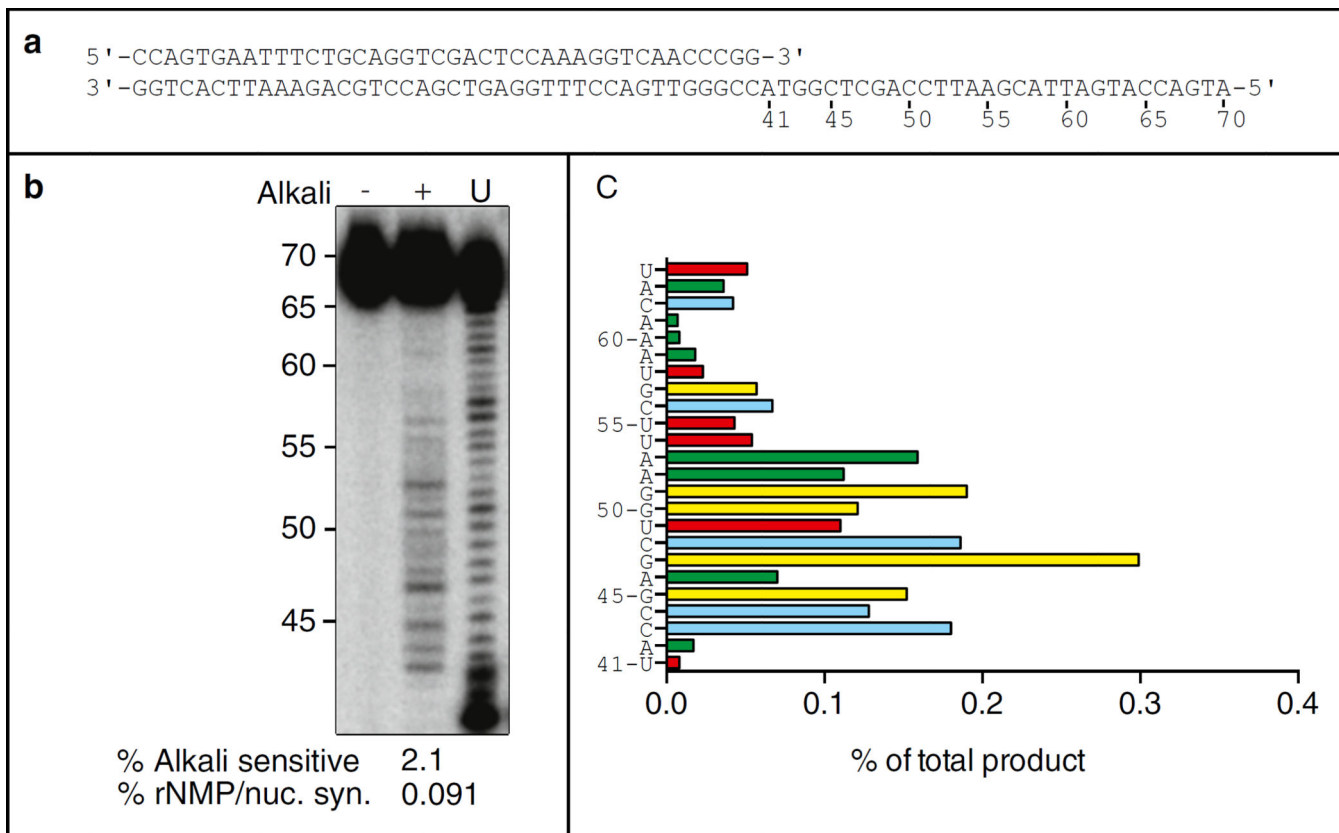 a
5'-CCAGTGAATTTCTGCAGGTCGACTCCAAAGGTCAACCCGG-3'
3'-GGTCACTTAAAGACGTCCAGCTGAGGTTTCCAGTTGGGCCATGGCTCGACCTTAAGCATTAGTACCAGTA-5'
41 45 50 55 60 65 70
b
Alkali - + U
70
65
60
55
50
45
% Alkali sensitive 2.1
% rNMP/nuc. syn. 0.091
C
U
A
C
A
60-A
A
U
G
C
55-U
U
A
A
G
50-G
U
C
G
A
45-G
C
C
A
41-U
0.0 0.1 0.2 0.3 0.4
% of total product